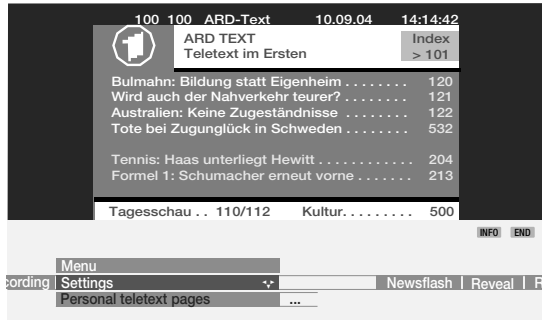 100 100 ARD-Text 10.09.04 14:14:42
ARD TEXT Index
Teletext im Ersten > 101
Bulmahn: Bildung statt Eigenheim . . . . . . . . 120
Wird auch der Nahverkehr teurer? . . . . . . . . 121
Australien: Keine Zugeständnisse . . . . . . . . 122
Tote bei Zugunglück in Schweden . . . . . . . 532
Tennis: Haas unterliegt Hewitt . . . . . . . . . . . . 204
Formel 1: Schumacher erneut vorne . . . . . . . 213
Tagesschau . . 110/112 Kultur. . . . . . . . . 500
INFO END
Menu
cording Settings Newsflash Reveal
Personal teletext pages ...